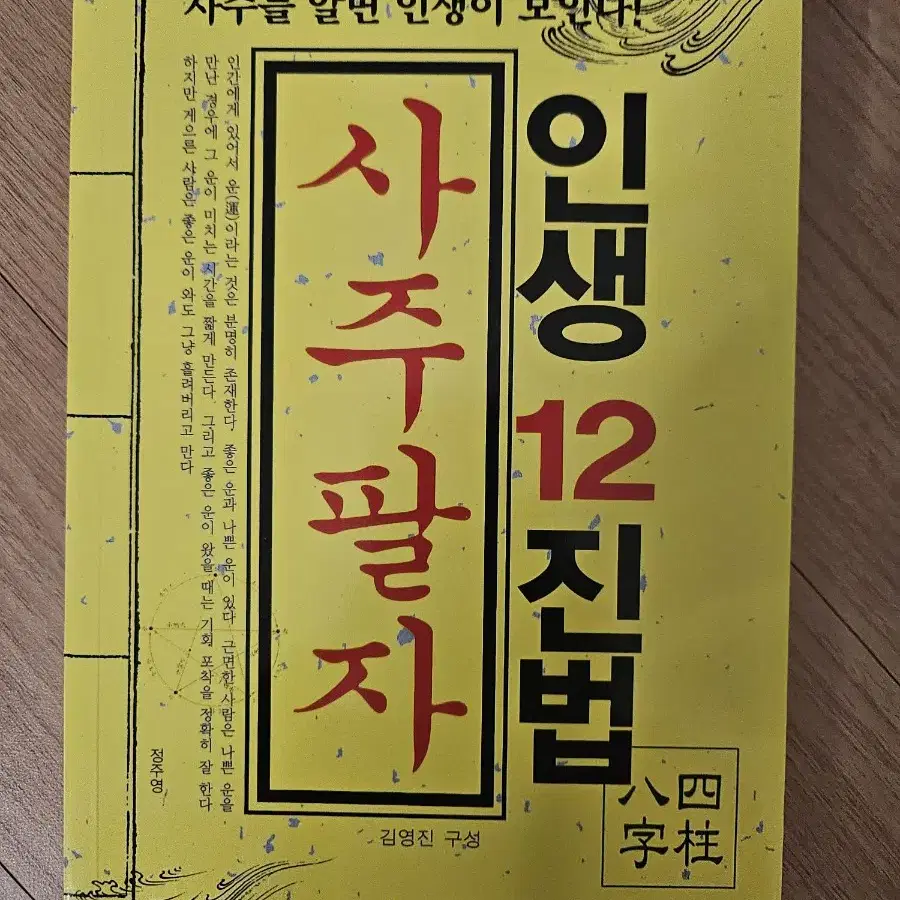 사주를 알면 인생이 보인다!
인생 12진법
사주팔자
인간에게 있어서 운(運)이라는 것은 분명히 존재한다. 좋은 운과 나쁜 운이 있다. 근면한 사람은 나쁜 운을
만난 경우에 그 운이 미치는 시간을 짧게 만든다. 그리고 좋은 운이 왔을 때는 기회 포착을 정확히 잘 한다.
하지만 게으른 사람은 좋은 운이 와도 그냥 흘려버리고 만다.
정주영
김영진 구성
四柱
八字